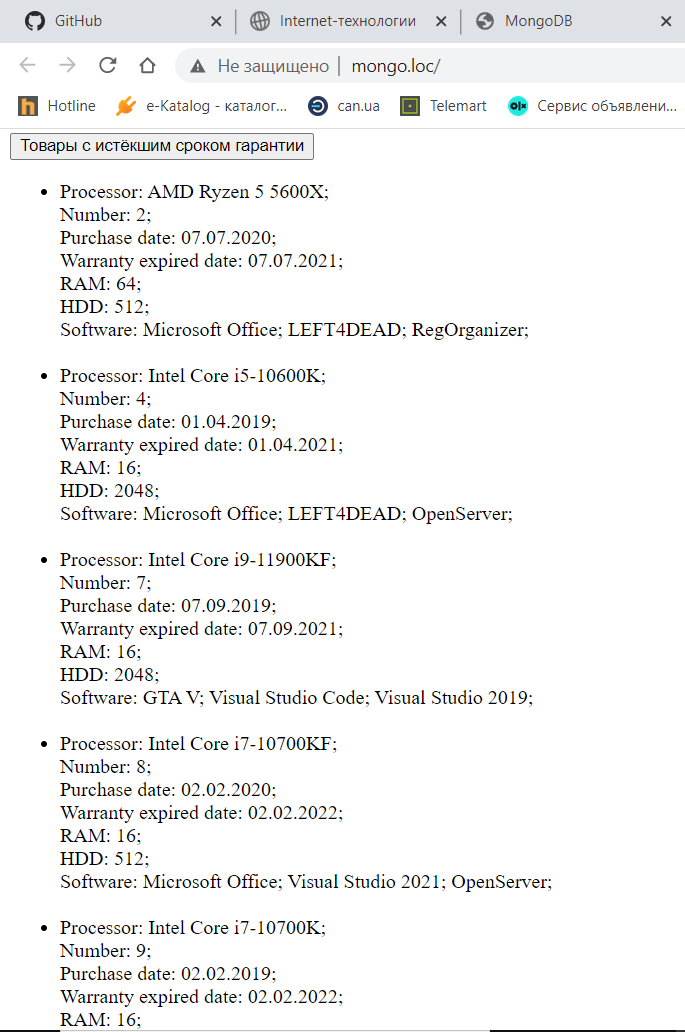 GitHub
Internet-технологии
MongoDB
Не защищено | mongo.loc/
Hotline
e-Katalog - каталог...
can.ua
Telemart
olx
Сервис объявлени...
Товары с истёкшим сроком гарантии
• Processor: AMD Ryzen 5 5600X;
Number: 2;
Purchase date: 07.07.2020;
Warranty expired date: 07.07.2021;
RAM: 64;
HDD: 512;
Software: Microsoft Office; LEFT4DEAD; RegOrganizer;
• Processor: Intel Core i5-10600K;
Number: 4;
Purchase date: 01.04.2019;
Warranty expired date: 01.04.2021;
RAM: 16;
HDD: 2048;
Software: Microsoft Office; LEFT4DEAD; OpenServer;
• Processor: Intel Core i9-11900KF;
Number: 7;
Purchase date: 07.09.2019;
Warranty expired date: 07.09.2021;
RAM: 16;
HDD: 2048;
Software: GTA V; Visual Studio Code; Visual Studio 2019;
• Processor: Intel Core i7-10700KF;
Number: 8;
Purchase date: 02.02.2020;
Warranty expired date: 02.02.2022;
RAM: 16;
HDD: 512;
Software: Microsoft Office; Visual Studio 2021; OpenServer;
• Processor: Intel Core i7-10700K;
Number: 9;
Purchase date: 02.02.2019;
Warranty expired date: 02.02.2022;
RAM: 16;